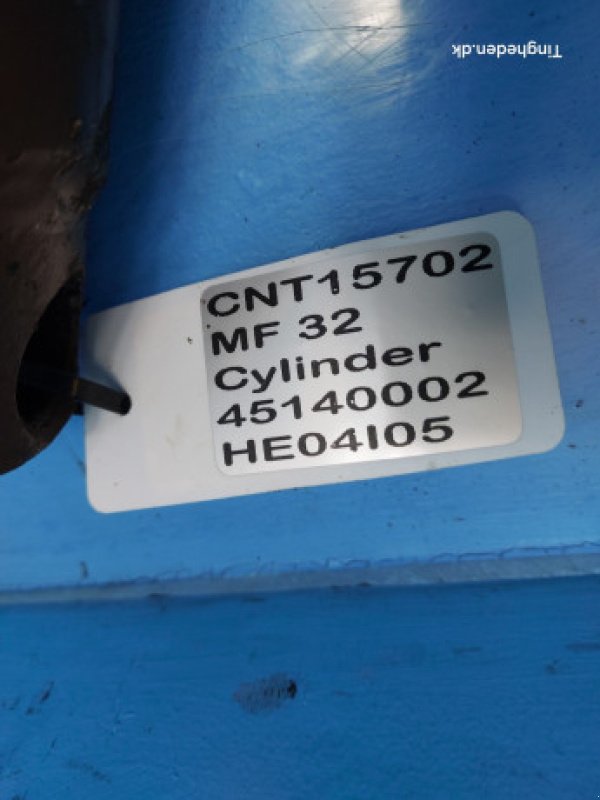 Tingheden.dk
CNT15702
MF 32
Cylinder
45140002
HE04I05